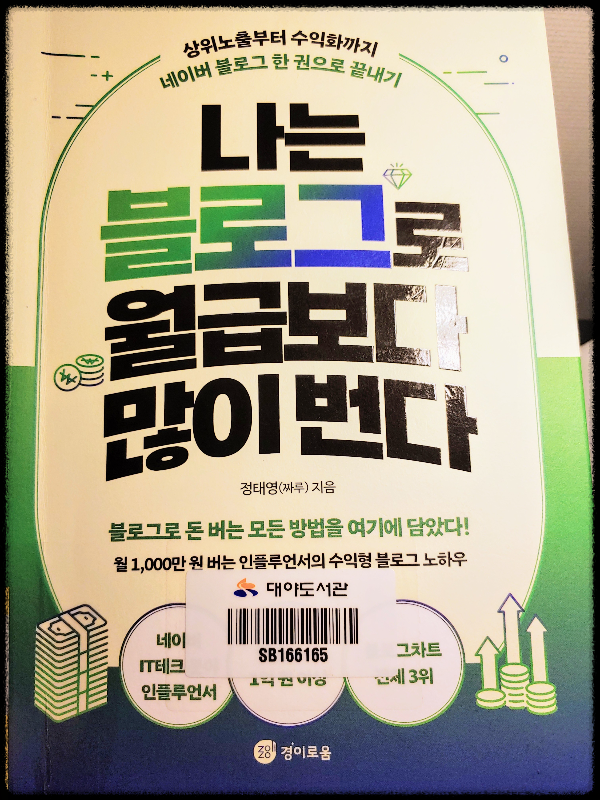 상위노출부터 수익화까지
네이버 블로그 한 권으로 끝내기
나는
블로그로
월급보다
많이 번다
정태영(짜루) 지음
블로그로 돈 버는 모든 방법을 여기에 담았다!
월 1,000만 원 버는 인플루언서의 수익형 블로그 노하우
대야도서관
SB166165
IT테크
인플루언서
1억 원 이상
그차트
전체 3위
경이로움